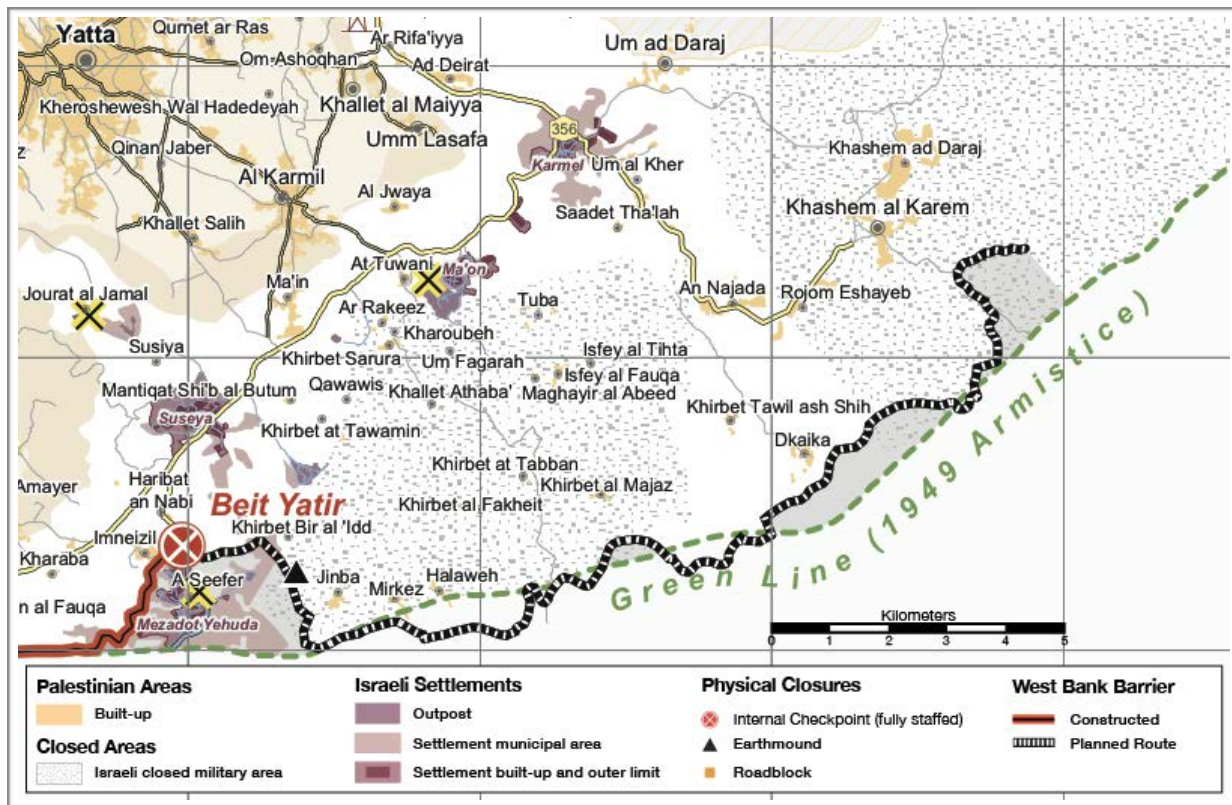 Qurnet ar Ras
Yatta
Ar Rifa'iyya
Um ad Daraj
Om-Ashoqhan
Ad Deirat
Kheroshewesh Wal Hadedeyah
Khallet al Maiyya
356
Qinan Jaber
Umm Lasafa
Karmel
Um al Kher
Khashem ad Daraj
Al Karmil
Al Jwaya
Saadet Tha'lah
Khashem al Karem
Khallet Salih
At Tuwani
Ma'on
Ma'in
Jourat al Jamal
Ar Rakeez
Tuba
An Najada
Rojom Eshayeb
Kharoubeh
Susiya
Khirbet Sarura
Um Fagarah
Isfey al Tihta
Isfey al Fauqa
Mantiqat Shi'b al Butum
Qawawis
Khallet Athaba'
Maghayir al Abeed
Suseya
Khirbet at Tawamin
Khirbet Tawil ash Shih
Dkaika
Khirbet at Tabban
Amayer
Haribat
an Nabi
Beit Yatir
Khirbet al Fakheit
Khirbet al Majaz
Imneizil
Khirbet Bir al 'Idd
Kharaba
A Seefer
Jinba
Mirkez
Halaweh
n al Fauqa
Mezadot Yehuda
Green Line (1949 Armistice)
Kilometers
0 1 2 3 4 5
Palestinian Areas
Built-up
Closed Areas
Israeli closed military area
Israeli Settlements
Outpost
Settlement municipal area
Settlement built-up and outer limit
Physical Closures
Internal Checkpoint (fully staffed)
Earthmound
Roadblock
West Bank Barrier
Constructed
Planned Route